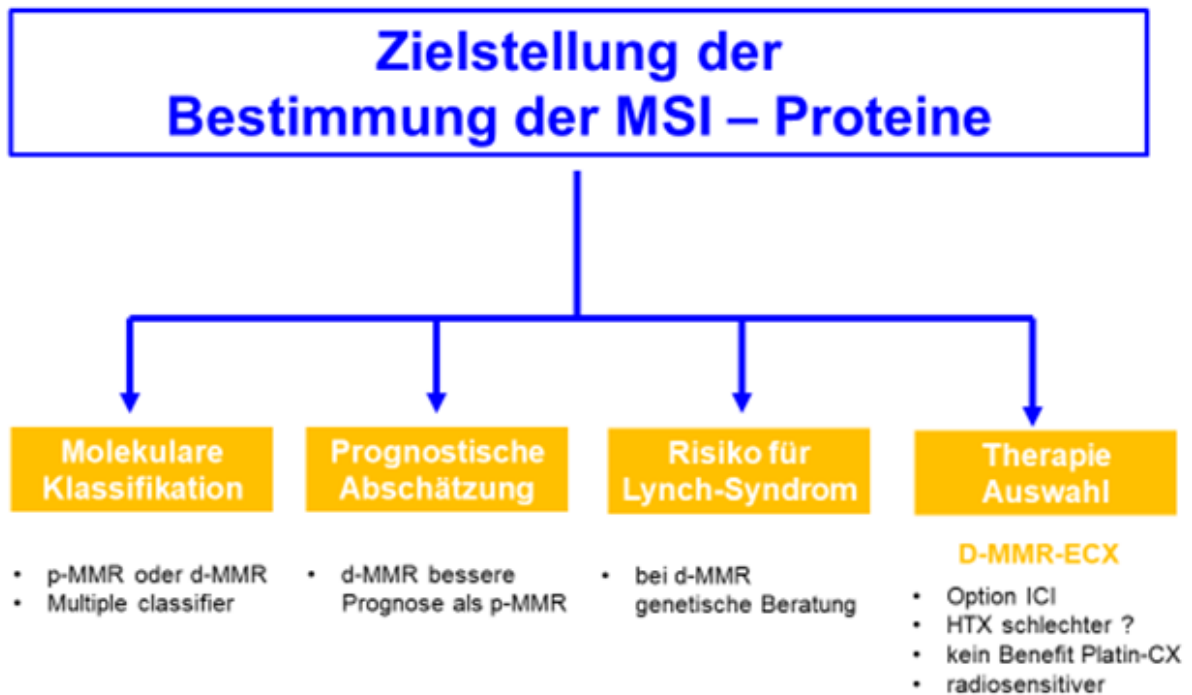 Zielstellung der
Bestimmung der MSI – Proteine
Molekulare
Klassifikation
• p-MMR oder d-MMR
• Multiple classifier
Prognostische
Abschätzung
• d-MMR bessere
Prognose als p-MMR
Risiko für
Lynch-Syndrom
• bei d-MMR
genetische Beratung
Therapie
Auswahl
D-MMR-ECX
• Option ICI
• HTX schlechter ?
• kein Benefit Platin-CX
• radiosensitiver